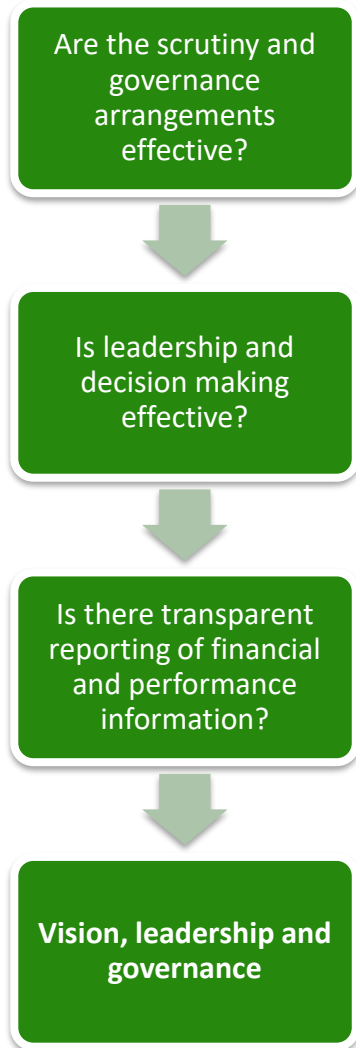 Are the scrutiny and
governance
arrangements
effective?
Is leadership and
decision making
effective?
Is there transparent
reporting of financial
and performance
information?
Vision, leadership and
governance